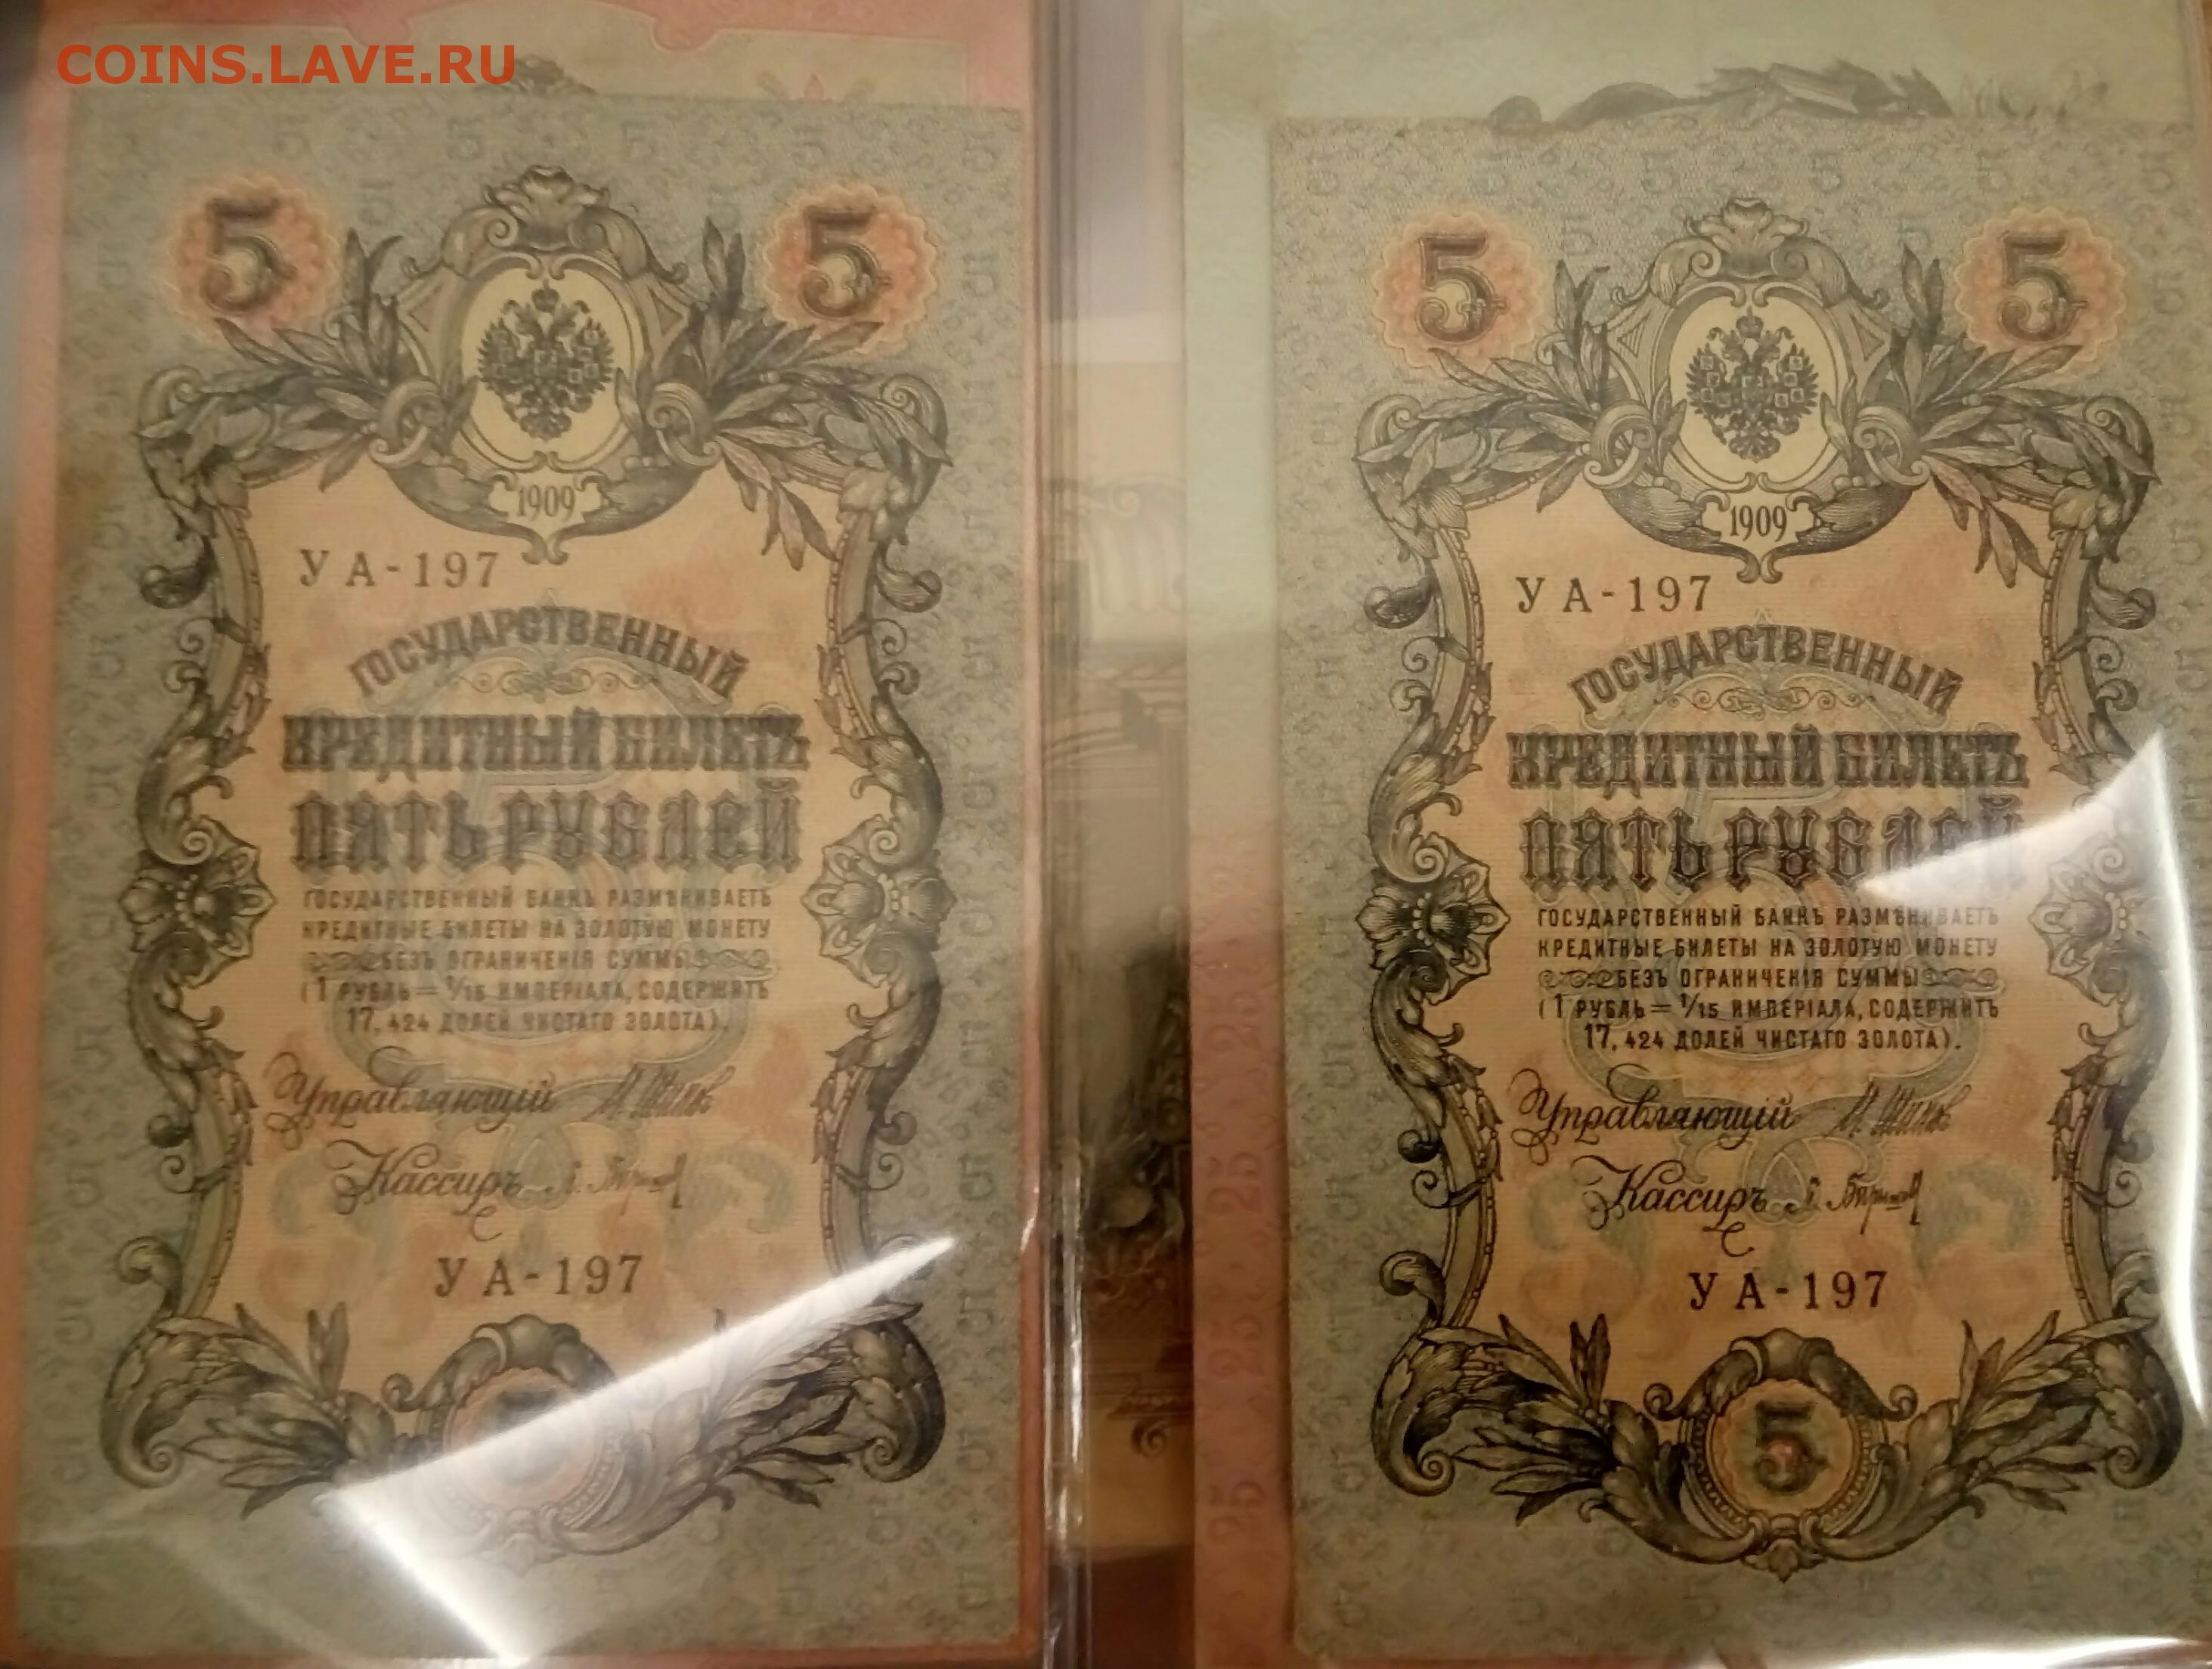 COINS.LAVE.RU
5 5
1909
УА-197
ГОСУДАРСТВЕННЫЙ
КРЕДИТНЫЙ БИЛЕТЪ
ПЯТЬ РУБЛЕЙ
ГОСУДАРСТВЕННЫЙ БАНКЪ РАЗМѢНИВАЕТЪ
КРЕДИТНЫЕ БИЛЕТЫ НА ЗОЛОТУЮ МОНЕТУ
БЕЗЪ ОГРАНИЧЕНІЯ СУММЫ
(1 РУБЛЬ = 1/15 ИМПЕРІАЛА, СОДЕРЖИТЪ
17,424 ДОЛЕЙ ЧИСТАГО ЗОЛОТА).
Управляющій
Кассиръ
УА-197
5 5
1909
УА-197
ГОСУДАРСТВЕННЫЙ
КРЕДИТНЫЙ БИЛЕТЪ
ПЯТЬ РУБЛЕЙ
ГОСУДАРСТВЕННЫЙ БАНКЪ РАЗМѢНИВАЕТЪ
КРЕДИТНЫЕ БИЛЕТЫ НА ЗОЛОТУЮ МОНЕТУ
БЕЗЪ ОГРАНИЧЕНІЯ СУММЫ
(1 РУБЛЬ = 1/15 ИМПЕРІАЛА, СОДЕРЖИТЪ
17,424 ДОЛЕЙ ЧИСТАГО ЗОЛОТА).
Управляющій
Кассиръ
УА-197
5
25 25 25 25